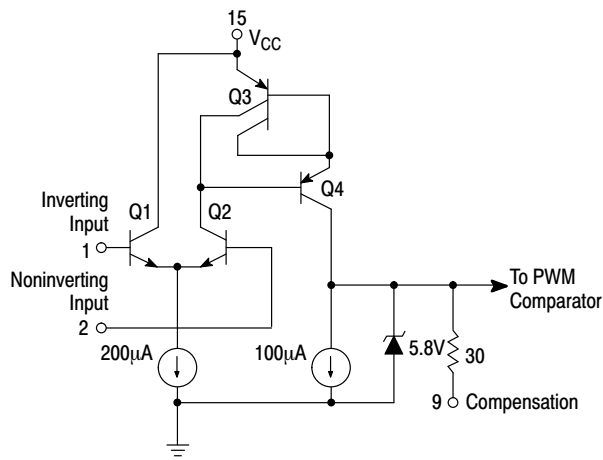 15
V_CC
Q3
Q4
Inverting
Input
1
Q1
Q2
Noninverting
Input
2
To PWM
Comparator
200μA
100μA
5.8V
30
9
Compensation